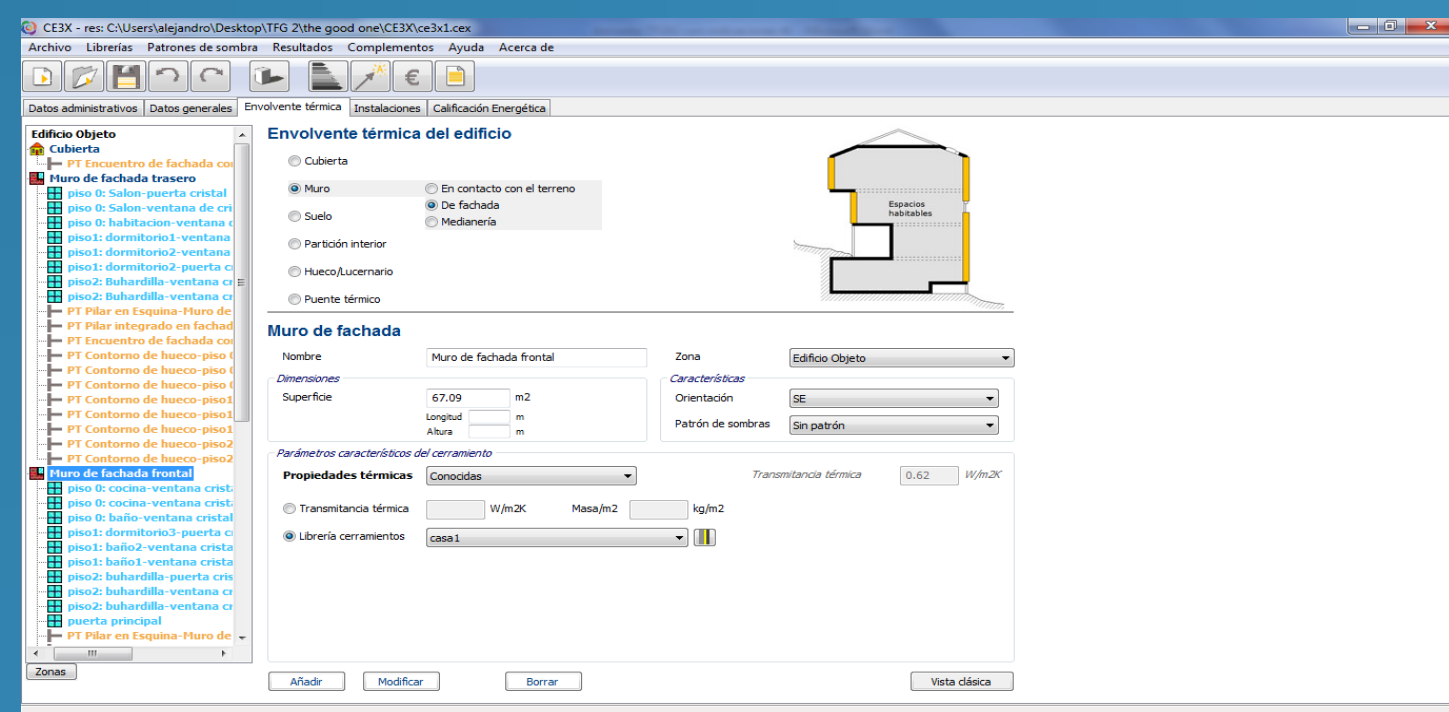 CE3X - res: C:\Users\alejandro\Desktop\TFG 2\the good one\CE3X\ce3x1.cex
Archivo Librerías Patrones de sombra Resultados Complementos Ayuda Acerca de
Datos administrativos Datos generales Envolvente térmica Instalaciones Calificación Energética
Edificio Objeto
Cubierta
PT Encuentro de fachada con
Muro de fachada trasero
piso 0: Salon-puerta cristal
piso 0: Salon-ventana de cri
piso 0: habitacion-ventana
piso1: dormitorio1-ventana
piso1: dormitorio2-ventana
piso1: dormitorio2-puerta cr
piso2: Buhardilla-ventana cr
piso2: Buhardilla-ventana cr
PT Pilar en Esquina-Muro de
PT Pilar integrado en fachad
PT Encuentro de fachada con
PT Contorno de hueco-piso
PT Contorno de hueco-piso
PT Contorno de hueco-piso
PT Contorno de hueco-piso1
PT Contorno de hueco-piso1
PT Contorno de hueco-piso1
PT Contorno de hueco-piso2
PT Contorno de hueco-piso2
Muro de fachada frontal
piso 0: cocina-ventana crist
piso 0: cocina-ventana crist
piso 0: baño-ventana cristal
piso1: dormitorio3-puerta cr
piso1: baño2-ventana crista
piso1: baño1-ventana crista
piso2: buhardilla-puerta cris
piso2: buhardilla-ventana cr
piso2: buhardilla-ventana cr
puerta principal
PT Pilar en Esquina-Muro de
Zonas
Envolvente térmica del edificio
Cubierta
Muro En contacto con el terreno
De fachada
Suelo
Medianería
Partición interior
Hueco/Lucernario
Puente térmico
Espacios
habitables
Muro de fachada
Nombre Muro de fachada frontal Zona Edificio Objeto
Dimensiones Características
Superficie 67.09 m2 Orientación SE
Longitud m
Altura m
Patrón de sombras Sin patrón
Parámetros característicos del cerramiento
Propiedades térmicas Conocidas Transmitancia térmica 0.62 W/m2K
Transmitancia térmica W/m2K Masa/m2 kg/m2
Librería cerramientos casa1
Añadir Modificar Borrar Vista clásica